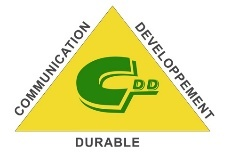 COMMUNICATION
DEVELOPPEMENT
CDD
DURABLE